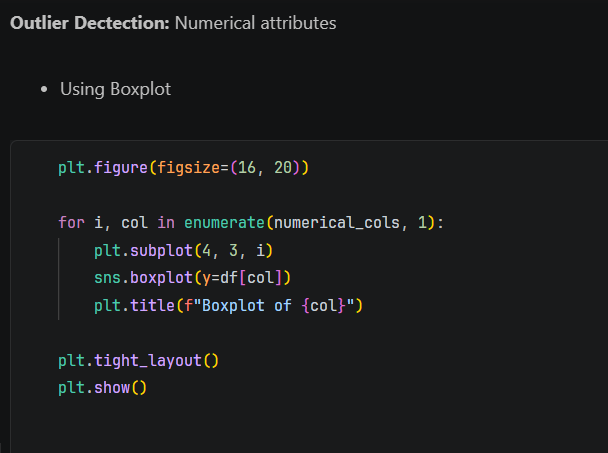 Outlier Dectection: Numerical attributes
• Using Boxplot
plt.figure(figsize=(16, 20))
for i, col in enumerate(numerical_cols, 1):
    plt.subplot(4, 3, i)
    sns.boxplot(y=df[col])
    plt.title(f"Boxplot of {col}")
plt.tight_layout()
plt.show()